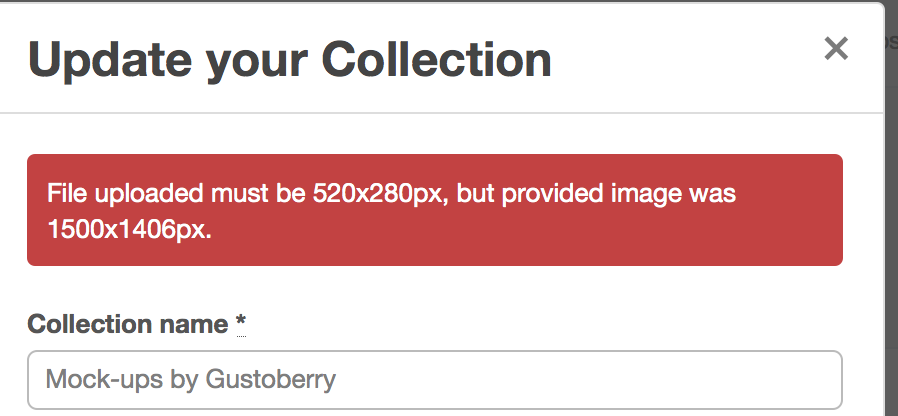 Update your Collection
File uploaded must be 520x280px, but provided image was
1500x1406px.
Collection name *
Mock-ups by Gustoberry